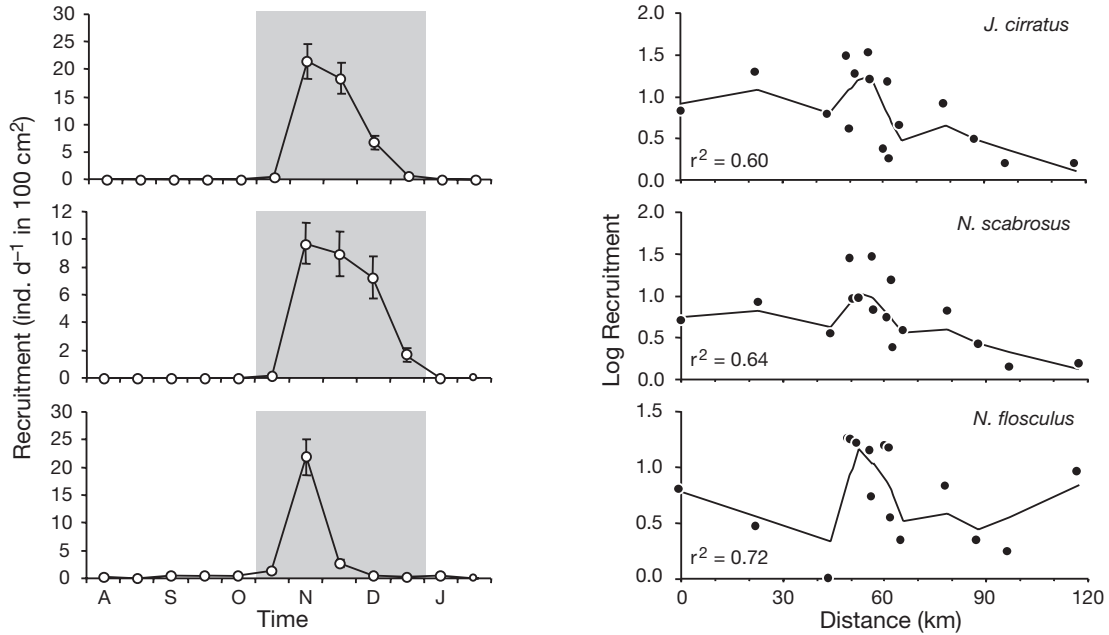 Recruitment (ind. d⁻¹ in 100 cm²)
30
25
20
15
10
5
0
12
10
8
6
4
2
0
30
25
20
15
10
5
0
A S O N D J
Time
Log Recruitment
2.0
1.5
1.0
0.5
0.0
J. cirratus
r² = 0.60
2.0
1.5
1.0
0.5
0.0
N. scabrosus
r² = 0.64
1.5
1.0
0.5
0.0
N. flosculus
r² = 0.72
0 30 60 90 120
Distance (km)